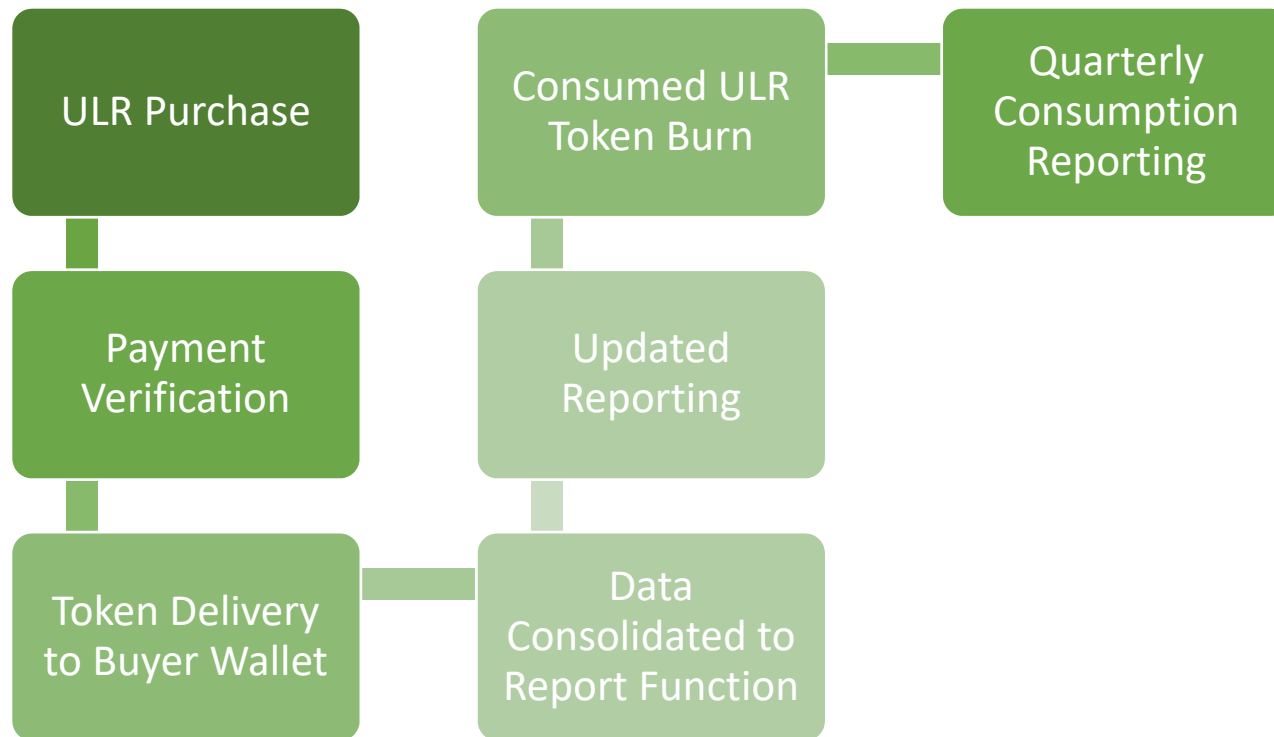 ULR Purchase
Payment
Verification
Token Delivery
to Buyer Wallet
Data
Consolidated to
Report Function
Updated
Reporting
Consumed ULR
Token Burn
Quarterly
Consumption
Reporting